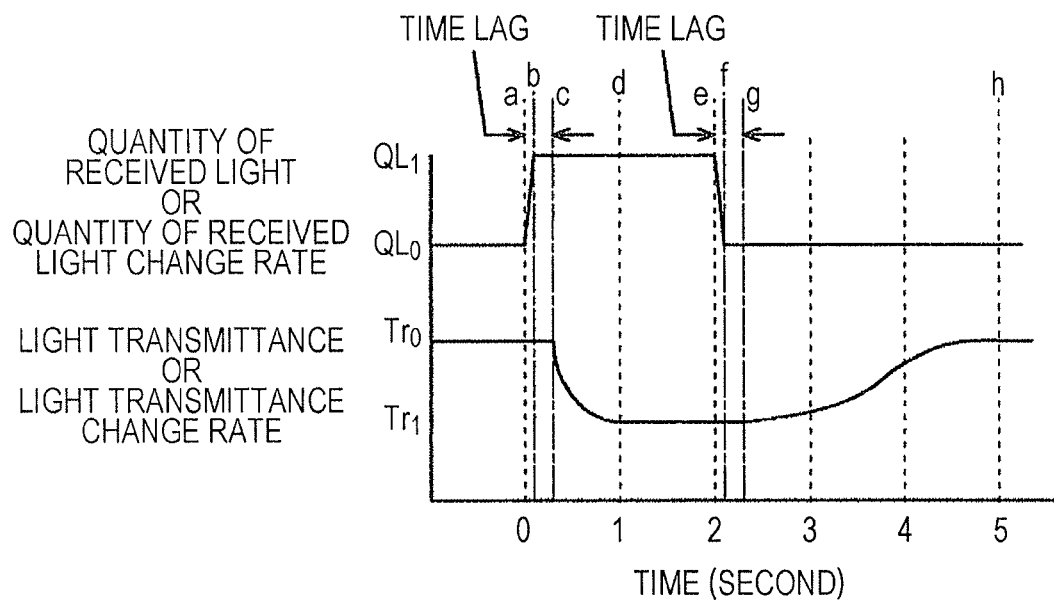 TIME LAG
TIME LAG
a
b
c
d
e
f
g
h
QUANTITY OF
RECEIVED LIGHT
OR
QUANTITY OF RECEIVED
LIGHT CHANGE RATE
QL1
QL0
LIGHT TRANSMITTANCE
OR
LIGHT TRANSMITTANCE
CHANGE RATE
Tr0
Tr1
0 1 2 3 4 5
TIME (SECOND)